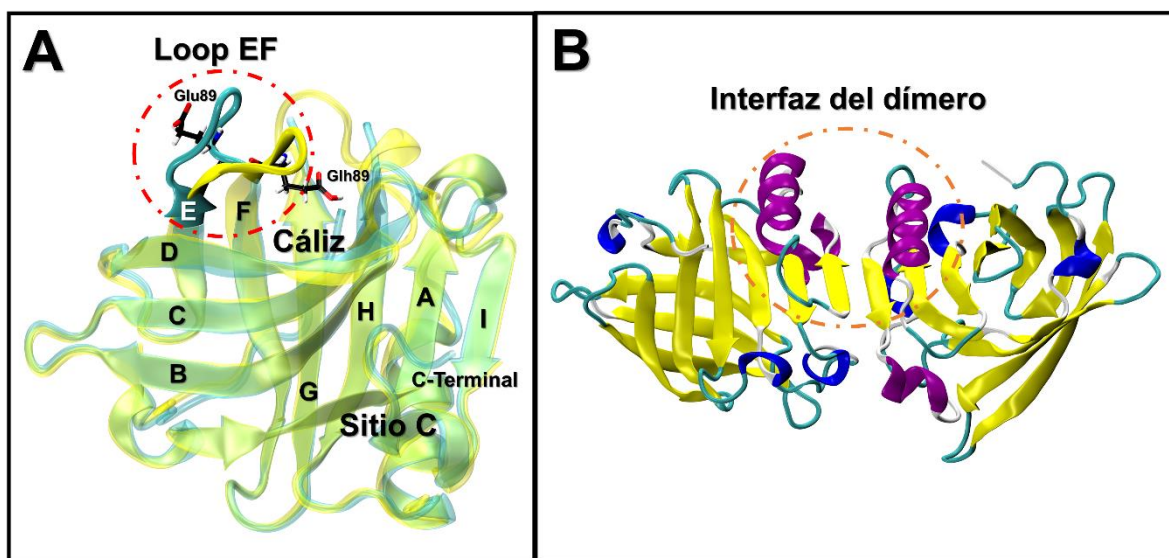 A
Loop EF
Glu89
Glh89
E
F
Cáliz
D
C
H
A
I
B
G
C-Terminal
Sitio C
B
Interfaz del dímero